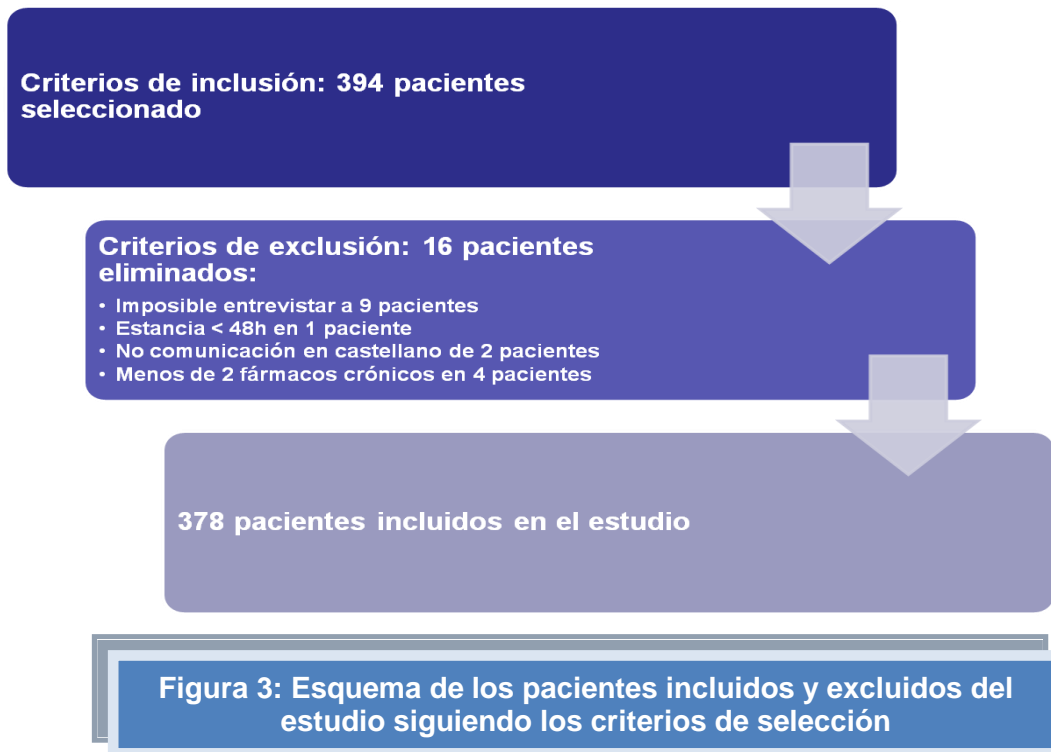 Criterios de inclusión: 394 pacientes
seleccionado
Criterios de exclusión: 16 pacientes
eliminados:
• Imposible entrevistar a 9 pacientes
• Estancia < 48h en 1 paciente
• No comunicación en castellano de 2 pacientes
• Menos de 2 fármacos crónicos en 4 pacientes
378 pacientes incluidos en el estudio
Figura 3: Esquema de los pacientes incluidos y excluidos del
estudio siguiendo los criterios de selección